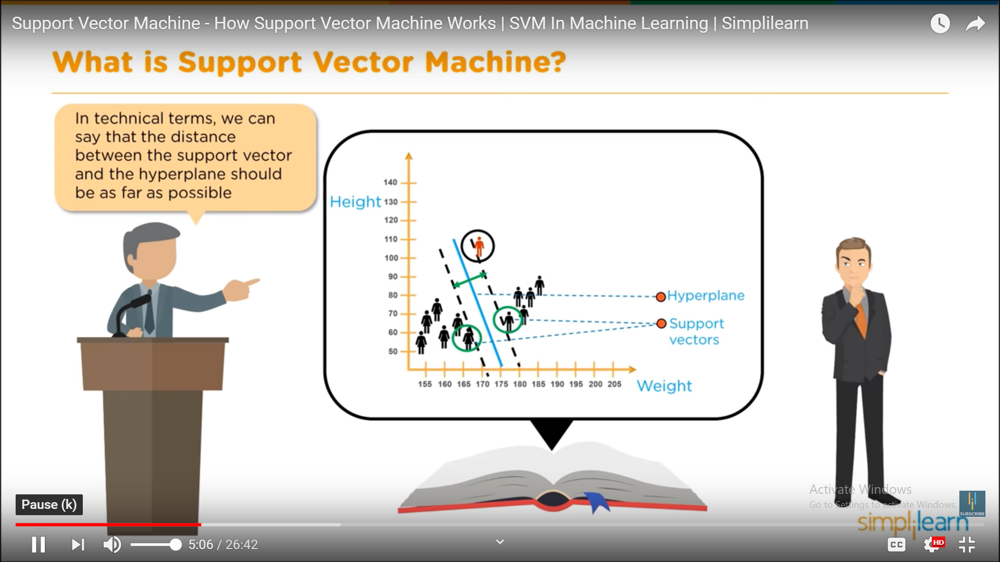 Support Vector Machine - How Support Vector Machine Works | SVM In Machine Learning | Simplilearn
What is Support Vector Machine?
In technical terms, we can
say that the distance
between the support vector
and the hyperplane should
be as far as possible
140
Height 130
120
110
100
90
80
70
60
50
Hyperplane
Support
vectors
155 160 165 170 175 180 185 190 195 200 205
Weight
Activate Windows
Go to Settings to activate Windows.
SUBSCRIBE
simplilearn
Pause (k)
5:06 / 26:42
CC
HD